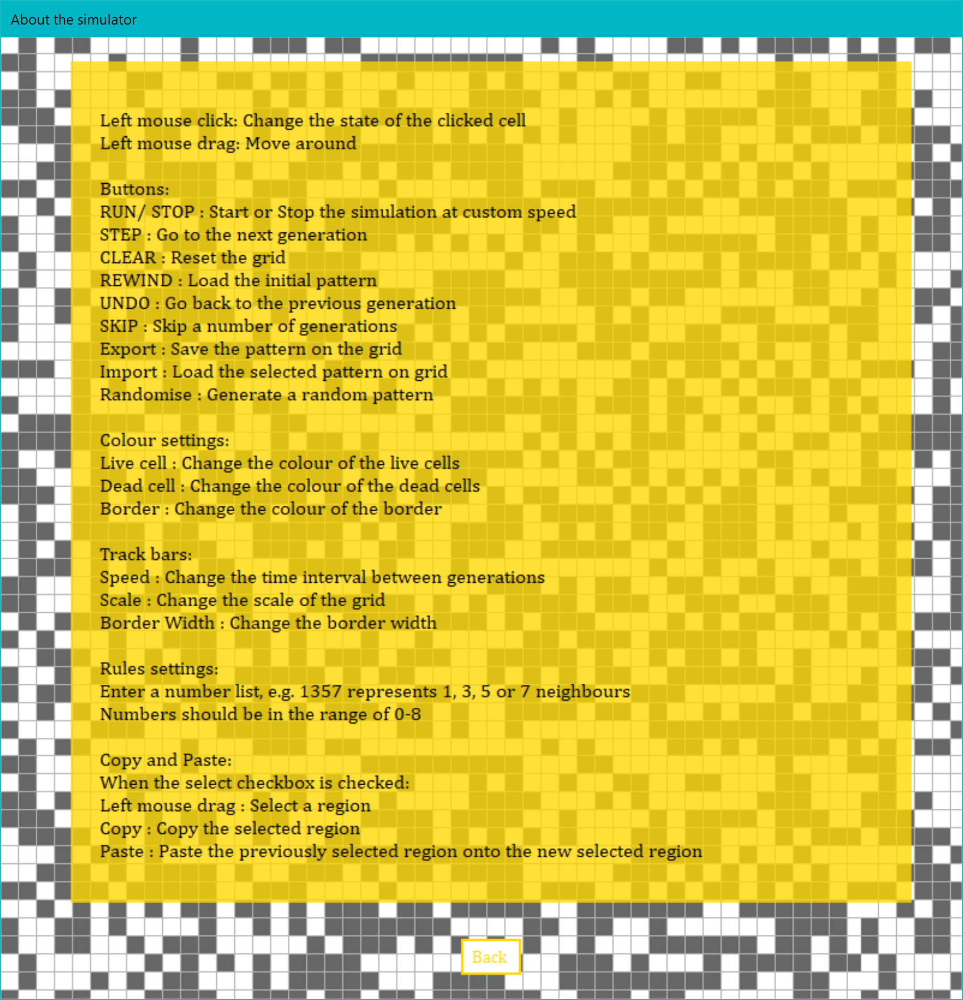 About the simulator
Left mouse click: Change the state of the clicked cell
Left mouse drag: Move around
Buttons:
RUN/ STOP : Start or Stop the simulation at custom speed
STEP : Go to the next generation
CLEAR : Reset the grid
REWIND : Load the initial pattern
UNDO : Go back to the previous generation
SKIP : Skip a number of generations
Export : Save the pattern on the grid
Import : Load the selected pattern on grid
Randomise : Generate a random pattern
Colour settings:
Live cell : Change the colour of the live cells
Dead cell : Change the colour of the dead cells
Border : Change the colour of the border
Track bars:
Speed : Change the time interval between generations
Scale : Change the scale of the grid
Border Width : Change the border width
Rules settings:
Enter a number list, e.g. 1357 represents 1, 3, 5 or 7 neighbours
Numbers should be in the range of 0-8
Copy and Paste:
When the select checkbox is checked:
Left mouse drag : Select a region
Copy : Copy the selected region
Paste : Paste the previously selected region onto the new selected region
Back